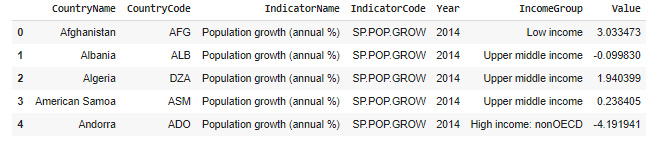 CountryName CountryCode IndicatorName IndicatorCode Year IncomeGroup Value
0 Afghanistan AFG Population growth (annual %) SP.POP.GROW 2014 Low income 3.033473
1 Albania ALB Population growth (annual %) SP.POP.GROW 2014 Upper middle income -0.099830
2 Algeria DZA Population growth (annual %) SP.POP.GROW 2014 Upper middle income 1.940399
3 American Samoa ASM Population growth (annual %) SP.POP.GROW 2014 Upper middle income 0.238405
4 Andorra ADO Population growth (annual %) SP.POP.GROW 2014 High income: nonOECD -4.191941